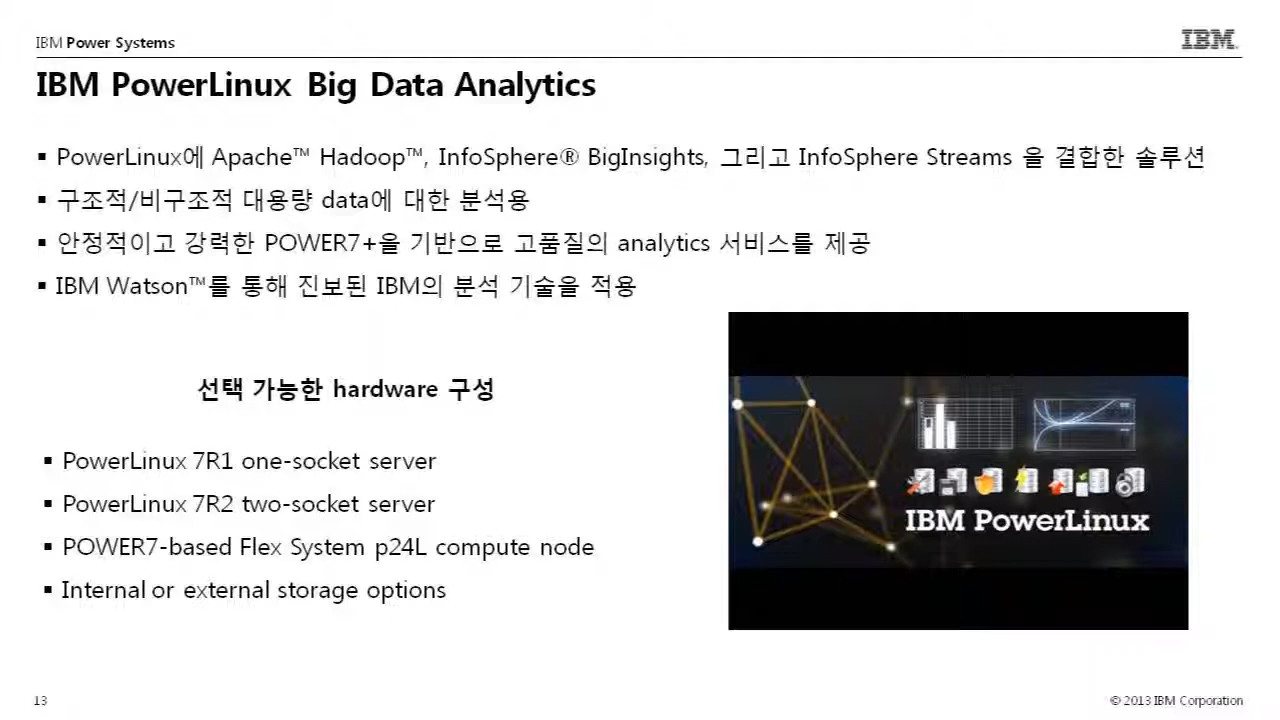 IBM Power Systems
IBM
IBM PowerLinux Big Data Analytics
▪ PowerLinux에 Apache™ Hadoop™, InfoSphere® BigInsights, 그리고 InfoSphere Streams 을 결합한 솔루션
▪ 구조적/비구조적 대용량 data에 대한 분석용
▪ 안정적이고 강력한 POWER7+을 기반으로 고품질의 analytics 서비스를 제공
▪ IBM Watson™를 통해 진보된 IBM의 분석 기술을 적용
선택 가능한 hardware 구성
▪ PowerLinux 7R1 one-socket server
▪ PowerLinux 7R2 two-socket server
▪ POWER7-based Flex System p24L compute node
▪ Internal or external storage options
IBM PowerLinux
13
© 2013 IBM Corporation